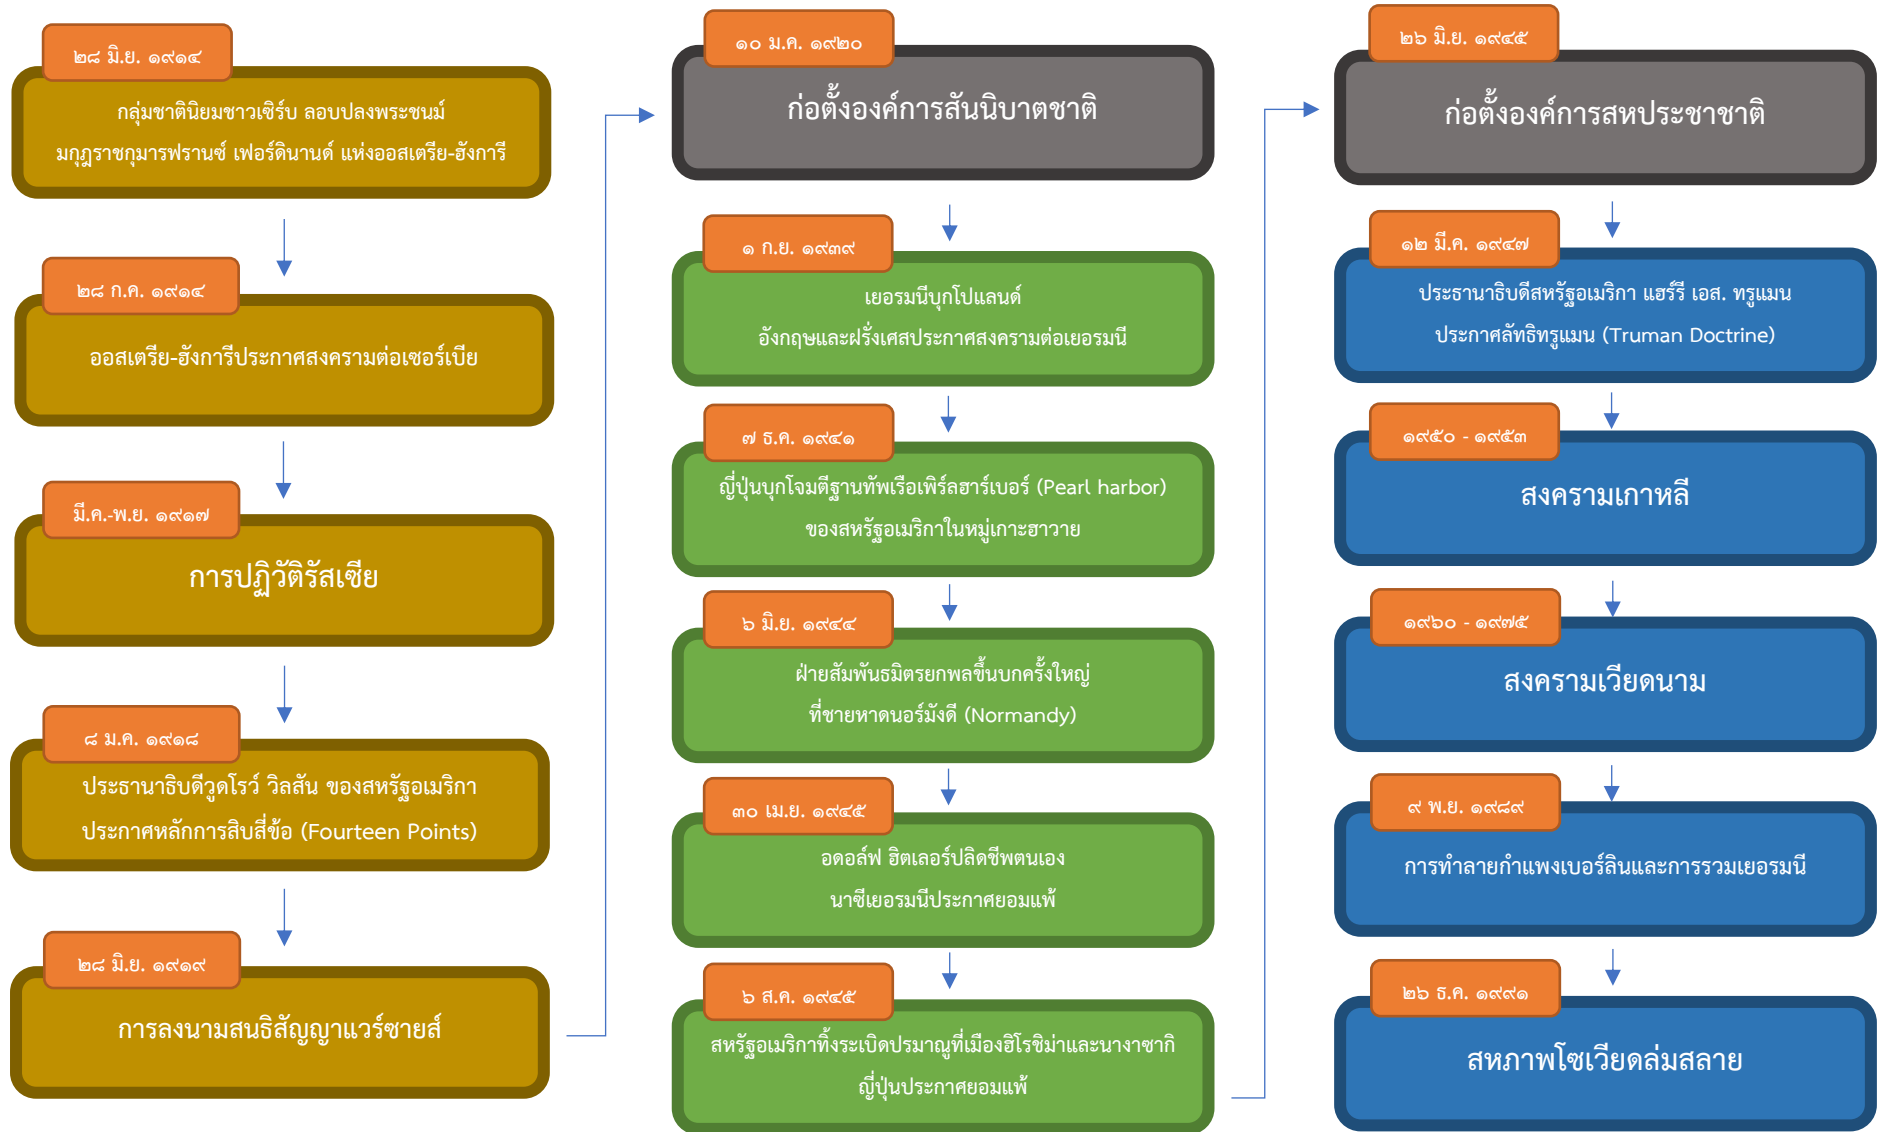 ๒๘ มิ.ย. ๑๙๑๔
กลุ่มชาตินิยมชาวเซิร์บ ลอบปลงพระชนม์
มกุฎราชกุมารฟรานซ์ เฟอร์ดินานด์ แห่งออสเตรีย-ฮังการี
๒๘ ก.ค. ๑๙๑๔
ออสเตรีย-ฮังการีประกาศสงครามต่อเซอร์เบีย
มี.ค.-พ.ย. ๑๙๑๗
การปฏิวัติรัสเซีย
๘ ม.ค. ๑๙๑๘
ประธานาธิบดีวูดโรว์ วิลสัน ของสหรัฐอเมริกา
ประกาศหลักการสิบสี่ข้อ (Fourteen Points)
๒๘ มิ.ย. ๑๙๑๙
การลงนามสนธิสัญญาแวร์ซายส์
๑๐ ม.ค. ๑๙๒๐
ก่อตั้งองค์การสันนิบาตชาติ
๑ ก.ย. ๑๙๓๙
เยอรมนีบุกโปแลนด์
อังกฤษและฝรั่งเศสประกาศสงครามต่อเยอรมนี
๗ ธ.ค. ๑๙๔๑
ญี่ปุ่นบุกโจมตีฐานทัพเรือเพิร์ลฮาร์เบอร์ (Pearl harbor)
ของสหรัฐอเมริกาในหมู่เกาะฮาวาย
๖ มิ.ย. ๑๙๔๔
ฝ่ายสัมพันธมิตรยกพลขึ้นบกครั้งใหญ่
ที่ชายหาดนอร์มังดี (Normandy)
๓๐ เม.ย. ๑๙๔๕
อดอล์ฟ ฮิตเลอร์ปลิดชีพตนเอง
นาซีเยอรมนีประกาศยอมแพ้
๖ ส.ค. ๑๙๔๕
สหรัฐอเมริกาทิ้งระเบิดปรมาณูที่เมืองฮิโรชิม่าและนางาซากิ
ญี่ปุ่นประกาศยอมแพ้
๒๖ มิ.ย. ๑๙๔๕
ก่อตั้งองค์การสหประชาชาติ
๑๒ มี.ค. ๑๙๔๗
ประธานาธิบดีสหรัฐอเมริกา แฮร์รี เอส. ทรูแมน
ประกาศลัทธิทรูแมน (Truman Doctrine)
๑๙๕๐ - ๑๙๕๓
สงครามเกาหลี
๑๙๖๐ - ๑๙๗๕
สงครามเวียดนาม
๙ พ.ย. ๑๙๘๙
การทำลายกำแพงเบอร์ลินและการรวมเยอรมนี
๒๖ ธ.ค. ๑๙๙๑
สหภาพโซเวียดล่มสลาย